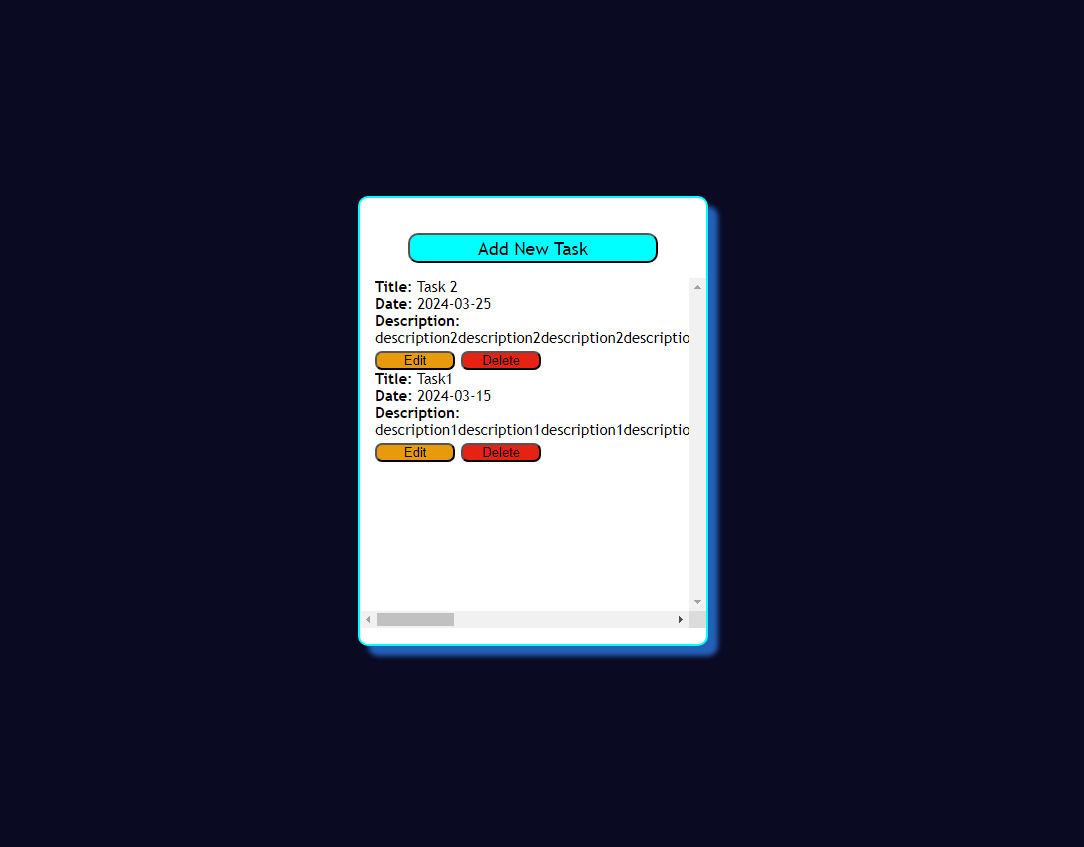 Add New Task
Title: Task 2
Date: 2024-03-25
Description:
description2description2description2descriptio
Edit Delete
Title: Task1
Date: 2024-03-15
Description:
description1description1description1descriptio
Edit Delete